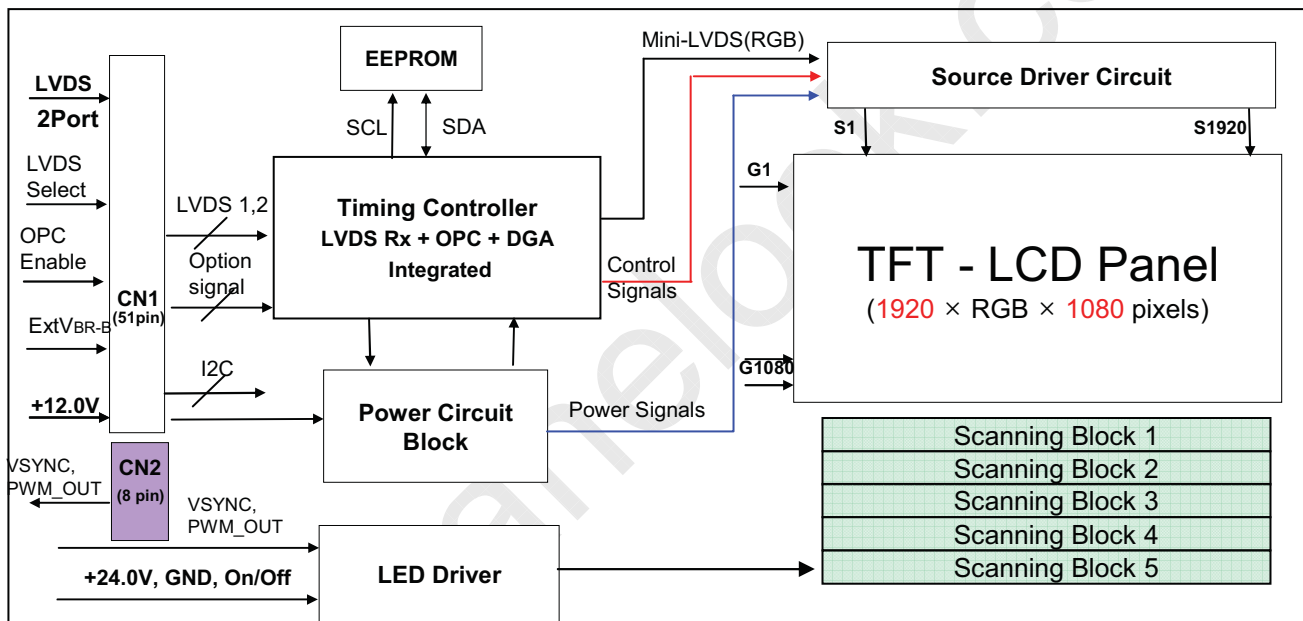 EEPROM
Mini-LVDS(RGB)
Source Driver Circuit
LVDS
2Port
SCL
SDA
S1
S1920
LVDS
Select
G1
LVDS 1,2
Timing Controller
LVDS Rx + OPC + DGA
Integrated
OPC
Enable
Option
signal
Control
Signals
TFT - LCD Panel
(1920 × RGB × 1080 pixels)
CN1
(51pin)
ExtVBR-B
G1080
I2C
+12.0V
Power Circuit
Block
Power Signals
Scanning Block 1
Scanning Block 2
Scanning Block 3
Scanning Block 4
Scanning Block 5
CN2
(8 pin)
VSYNC,
PWM_OUT
VSYNC,
PWM_OUT
+24.0V, GND, On/Off
LED Driver